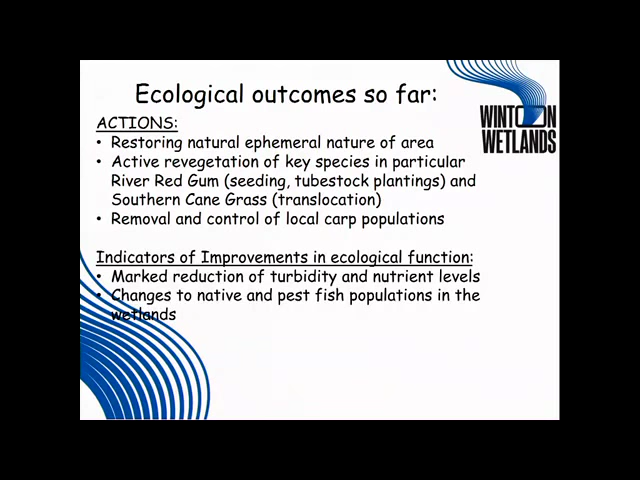 Ecological outcomes so far:
WINTOON
WETLANDS
ACTIONS:
• Restoring natural ephemeral nature of area
• Active revegetation of key species in particular
River Red Gum (seeding, tubestock plantings) and
Southern Cane Grass (translocation)
• Removal and control of local carp populations
Indicators of Improvements in ecological function:
• Marked reduction of turbidity and nutrient levels
• Changes to native and pest fish populations in the
wetlands